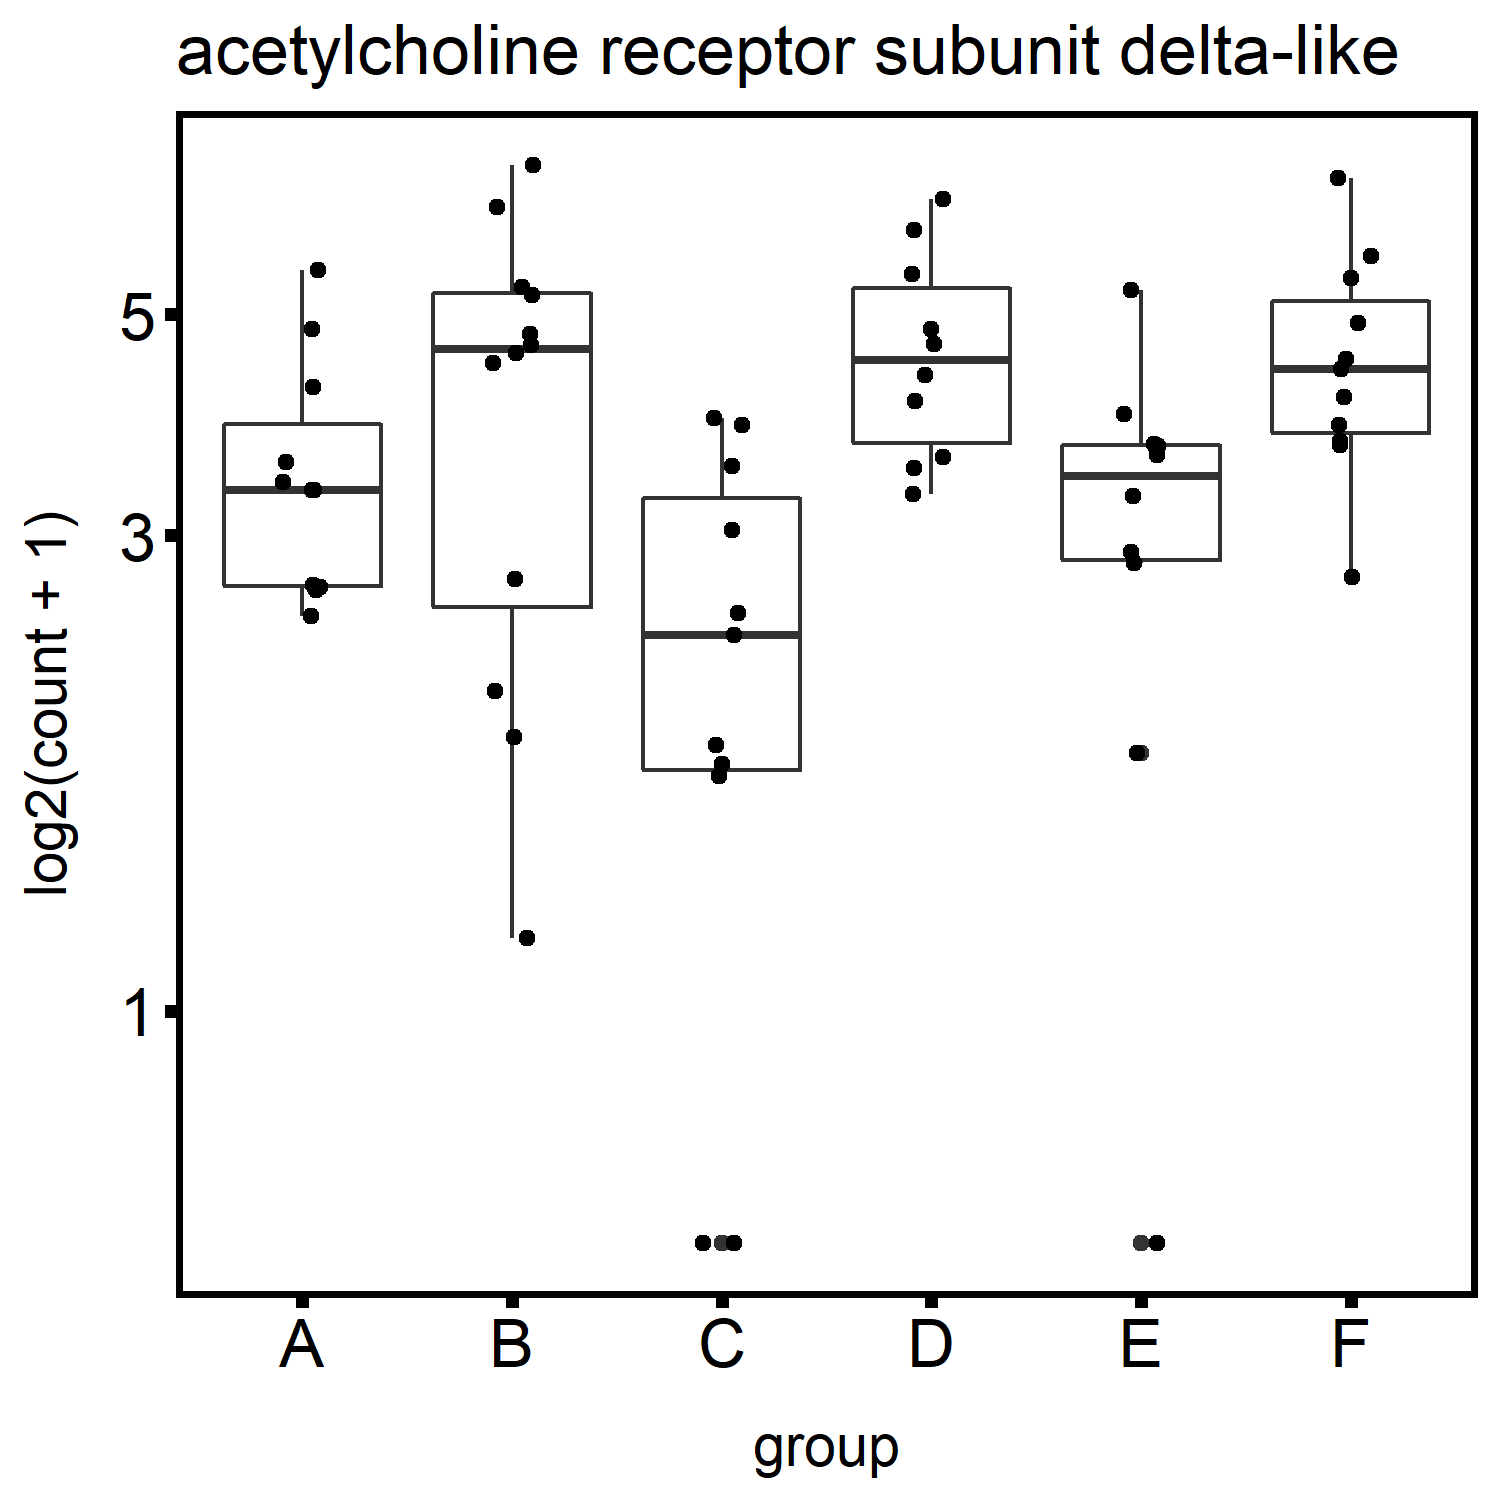 acetylcholine receptor subunit delta-like
5
3
1
log2(count + 1)
A B C D E F
group